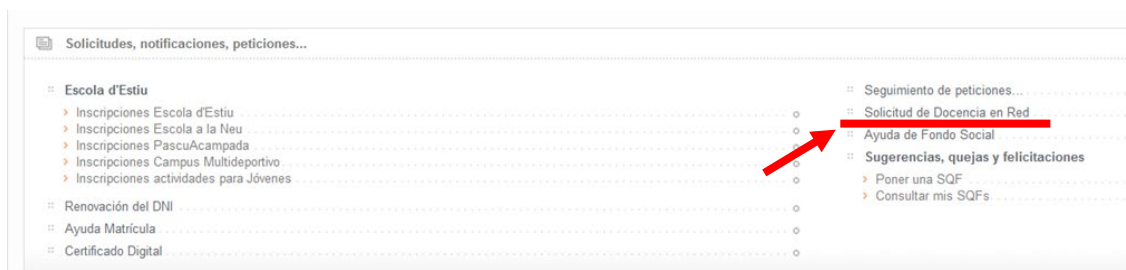 Solicitudes, notificaciones, peticiones...
Escola d'Estiu
Inscripciones Escola d'Estiu
Inscripciones Escola a la Neu
Inscripciones PascuAcampada
Inscripciones Campus Multideportivo
Inscripciones actividades para Jóvenes
Renovación del DNI
Ayuda Matrícula
Certificado Digital
Seguimiento de peticiones...
Solicitud de Docencia en Red
Ayuda de Fondo Social
Sugerencias, quejas y felicitaciones
Poner una SQF
Consultar mis SQFs